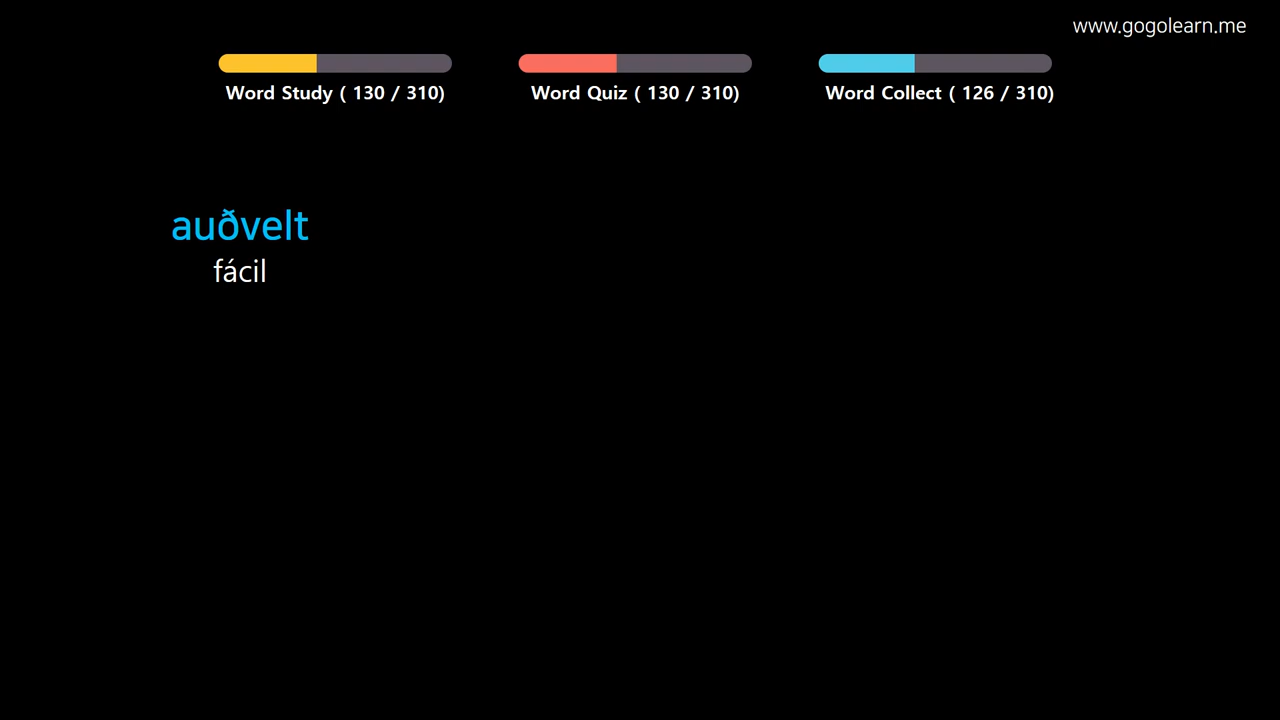 www.gogolearn.me
Word Study ( 130 / 310)
Word Quiz ( 130 / 310)
Word Collect ( 126 / 310)
auðvelt
fácil